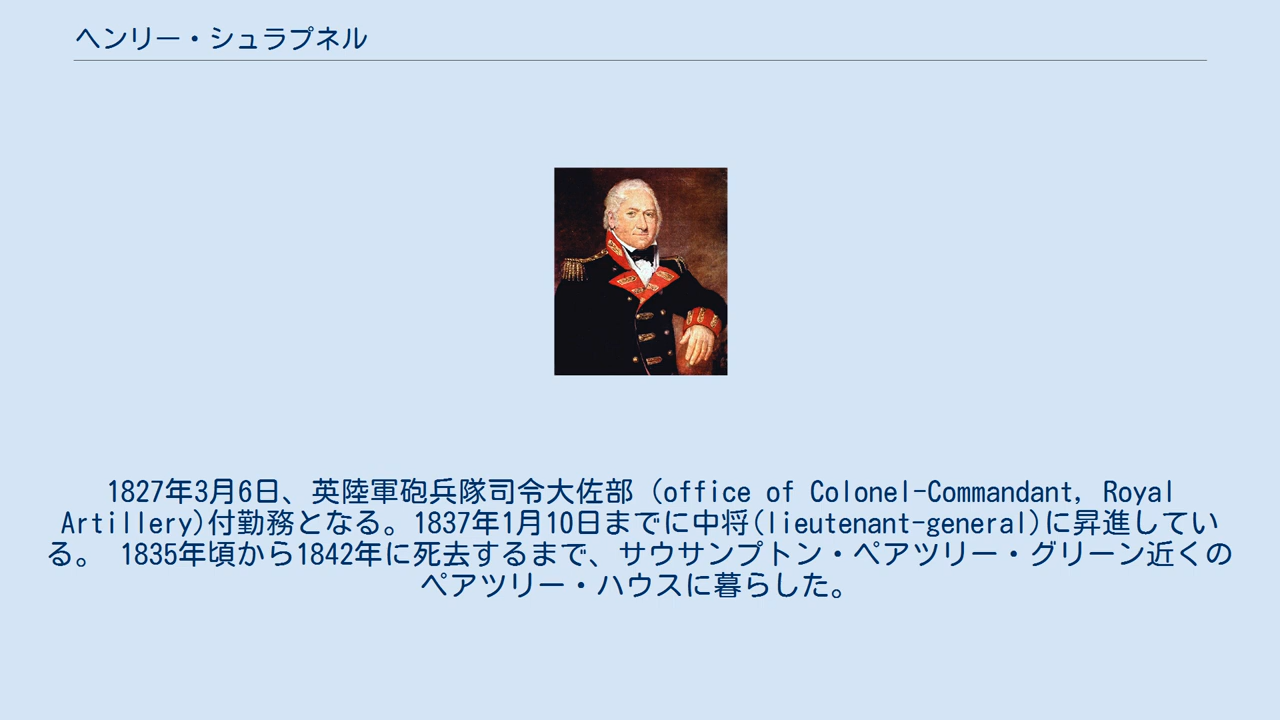 ヘンリー・シュラプネル
1827年3月6日、英陸軍砲兵隊司令大佐部（office of Colonel-Commandant, Royal
Artillery)付勤務となる。1837年1月10日までに中将(lieutenant-general)に昇進してい
る。 1835年頃から1842年に死去するまで、サウサンプトン・ペアツリー・グリーン近くの
ペアツリー・ハウスに暮らした。